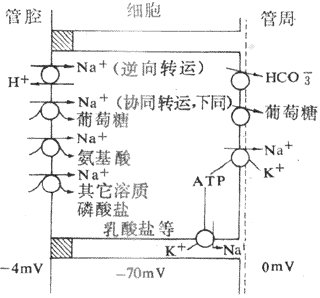 管腔 细胞 管周
Na⁺(逆向转运)
H⁺
HCO₃⁻
Na⁺(协同转运,下同)
葡萄糖
葡萄糖
Na⁺
氨基酸
Na⁺
K⁺
Na⁺
其它溶质
磷酸盐
乳酸盐等
ATP
K⁺ Na
-4mV -70mV 0mV